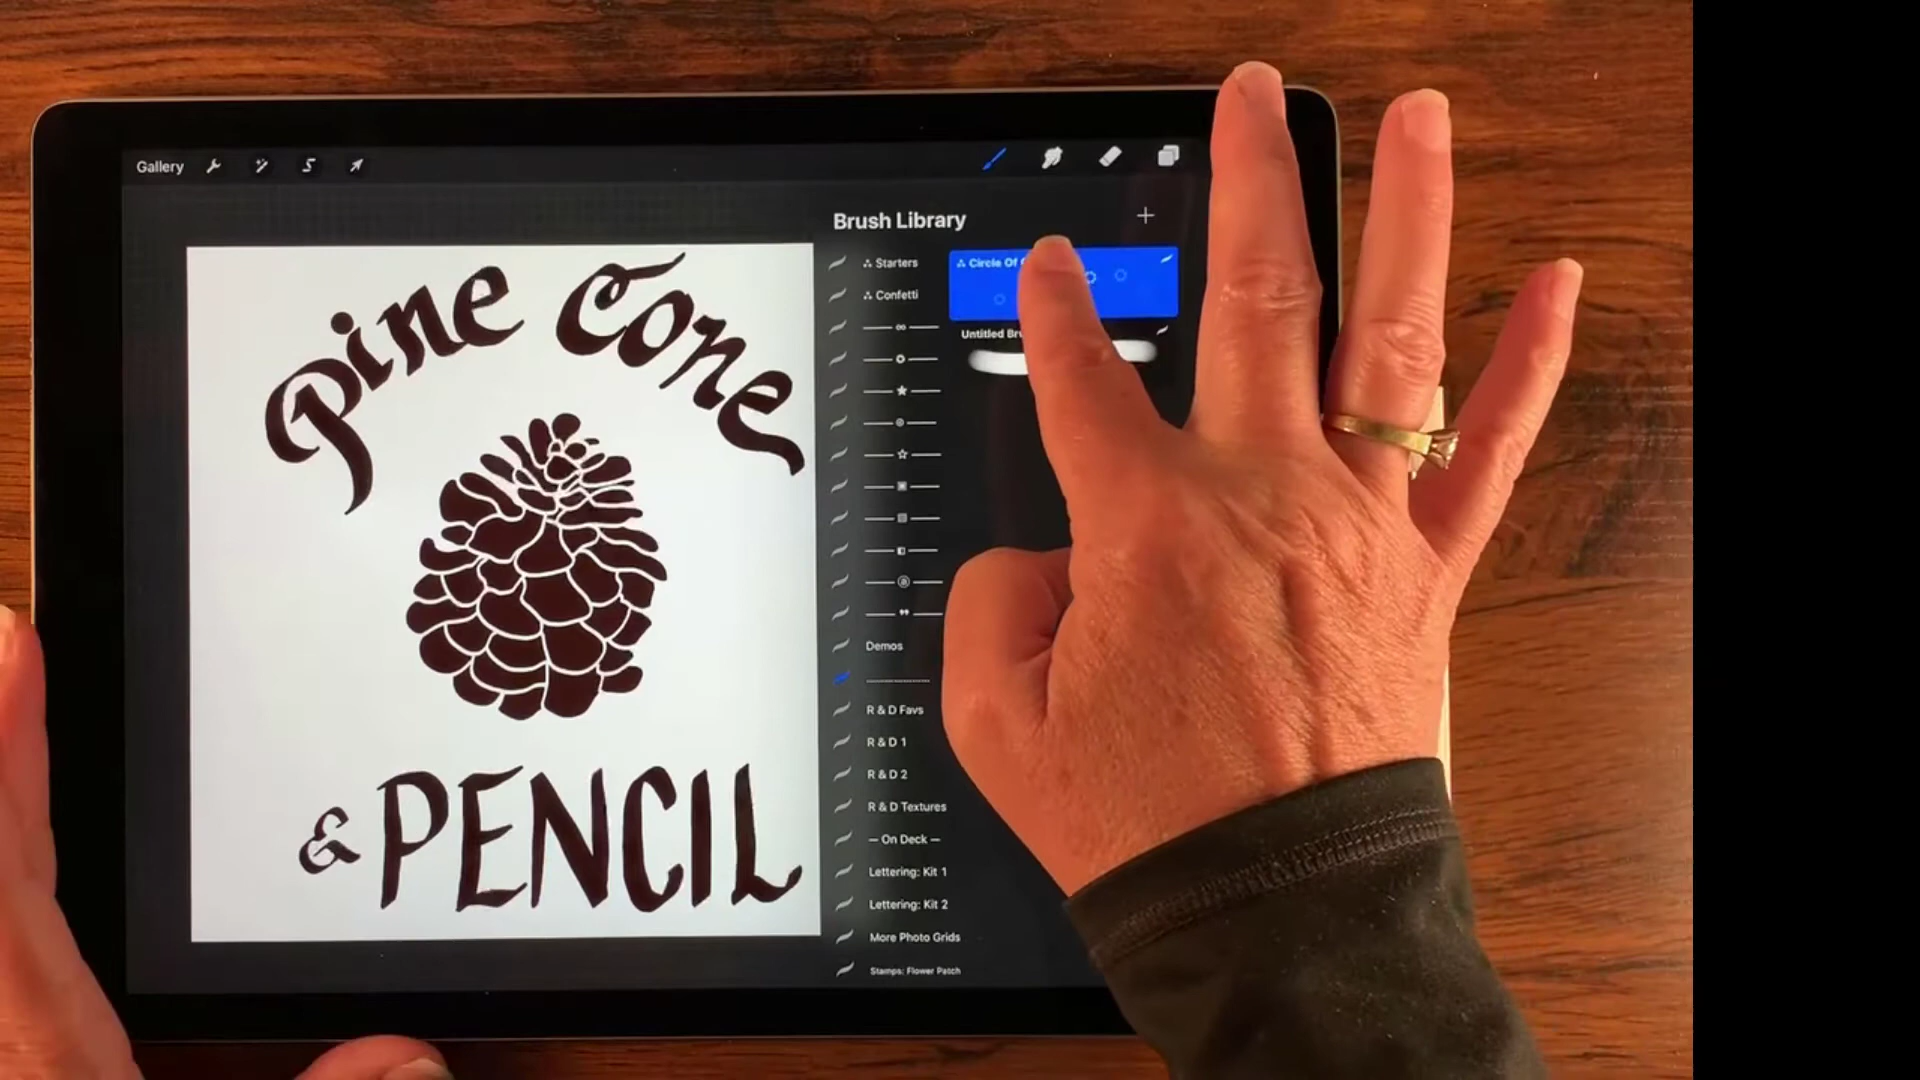 Gallery
Brush Library
Pine Cone
& PENCIL
Starters
Confetti
Demos
R & D Favs
R & D 1
R & D 2
R & D Textures
— On Deck —
Lettering: Kit 1
Lettering: Kit 2
More Photo Grids
Stamps: Flower Patch
Circle Of
Untitled